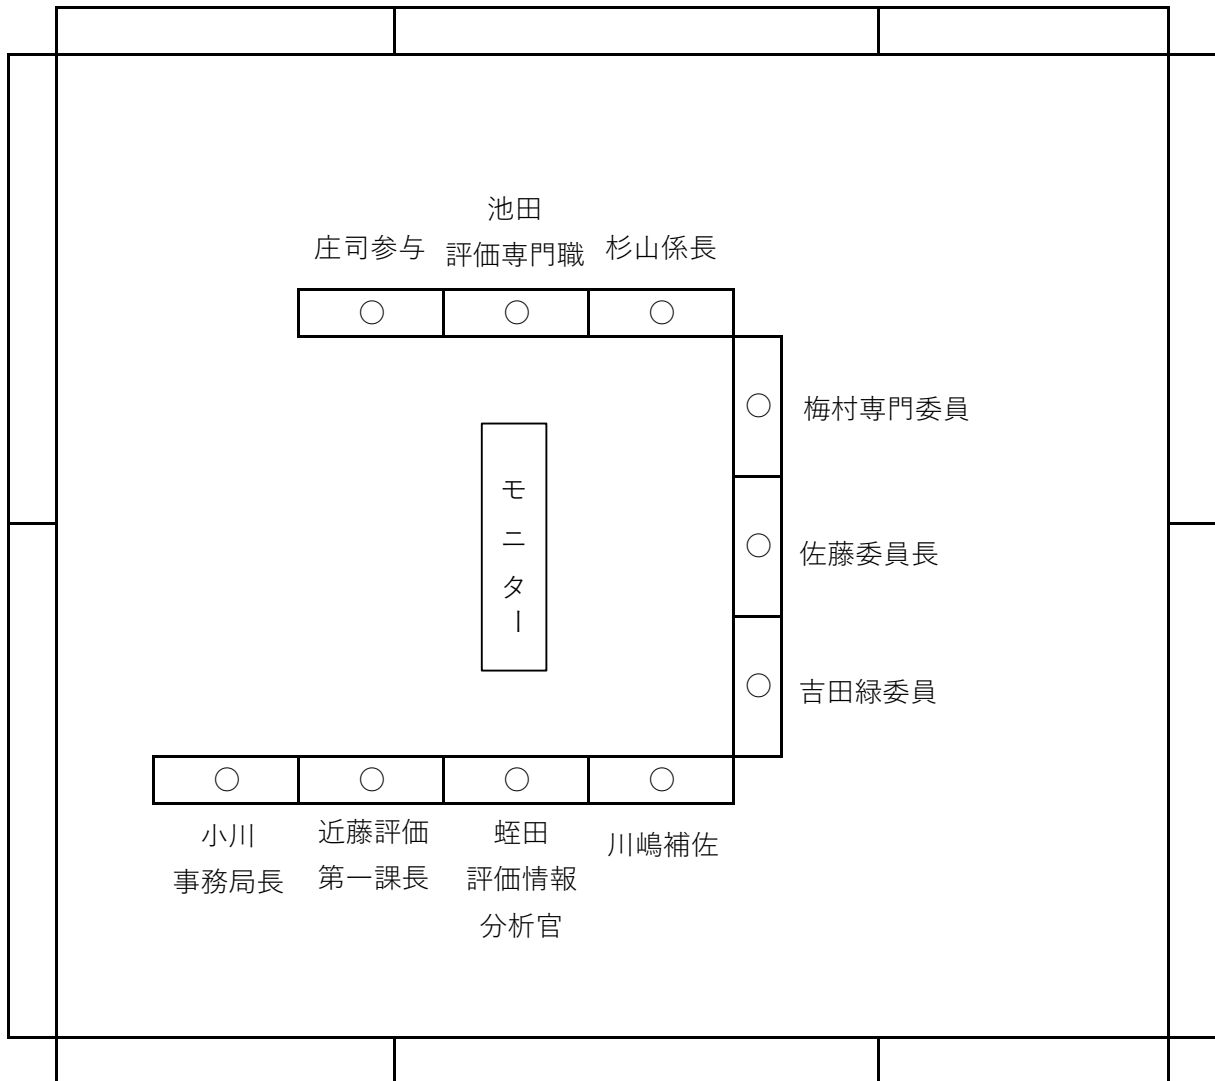 池田
庄司参与
評価専門職
杉山係長
○
○
○
○
梅村専門委員
モニター
○
佐藤委員長
○
吉田緑委員
○
○
○
○
小川
事務局長
近藤評価
第一課長
蛭田
評価情報
分析官
川嶋補佐